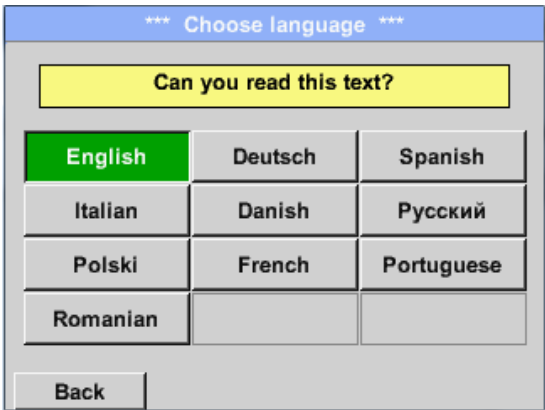 *** Choose language ***
Can you read this text?
English Deutsch Spanish
Italian Danish Русский
Polski French Portuguese
Romanian
Back